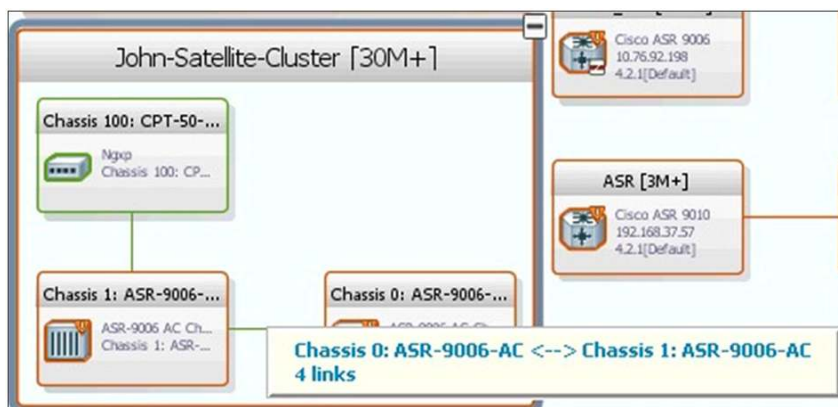 John-Satellite-Cluster [30M+]
Chassis 100: CPT-50-...
Ngxp
Chassis 100: CP...
Chassis 1: ASR-9006-...
ASR-9006 AC Ch...
Chassis 1: ASR-...
Chassis 0: ASR-9006-...
Chassis 0: ASR-9006-AC <--> Chassis 1: ASR-9006-AC
4 links
Cisco ASR 9006
10.76.92.198
4.2.1[Default]
ASR [3M+]
Cisco ASR 9010
192.168.37.57
4.2.1[Default]